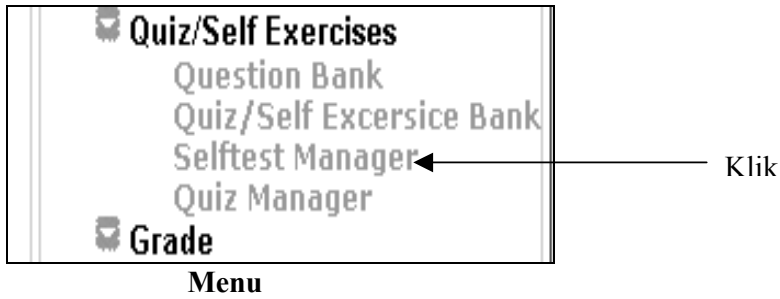 Quiz/Self Exercises
Question Bank
Quiz/Self Excersice Bank
Selftest Manager
Klik
Quiz Manager
Grade
Menu